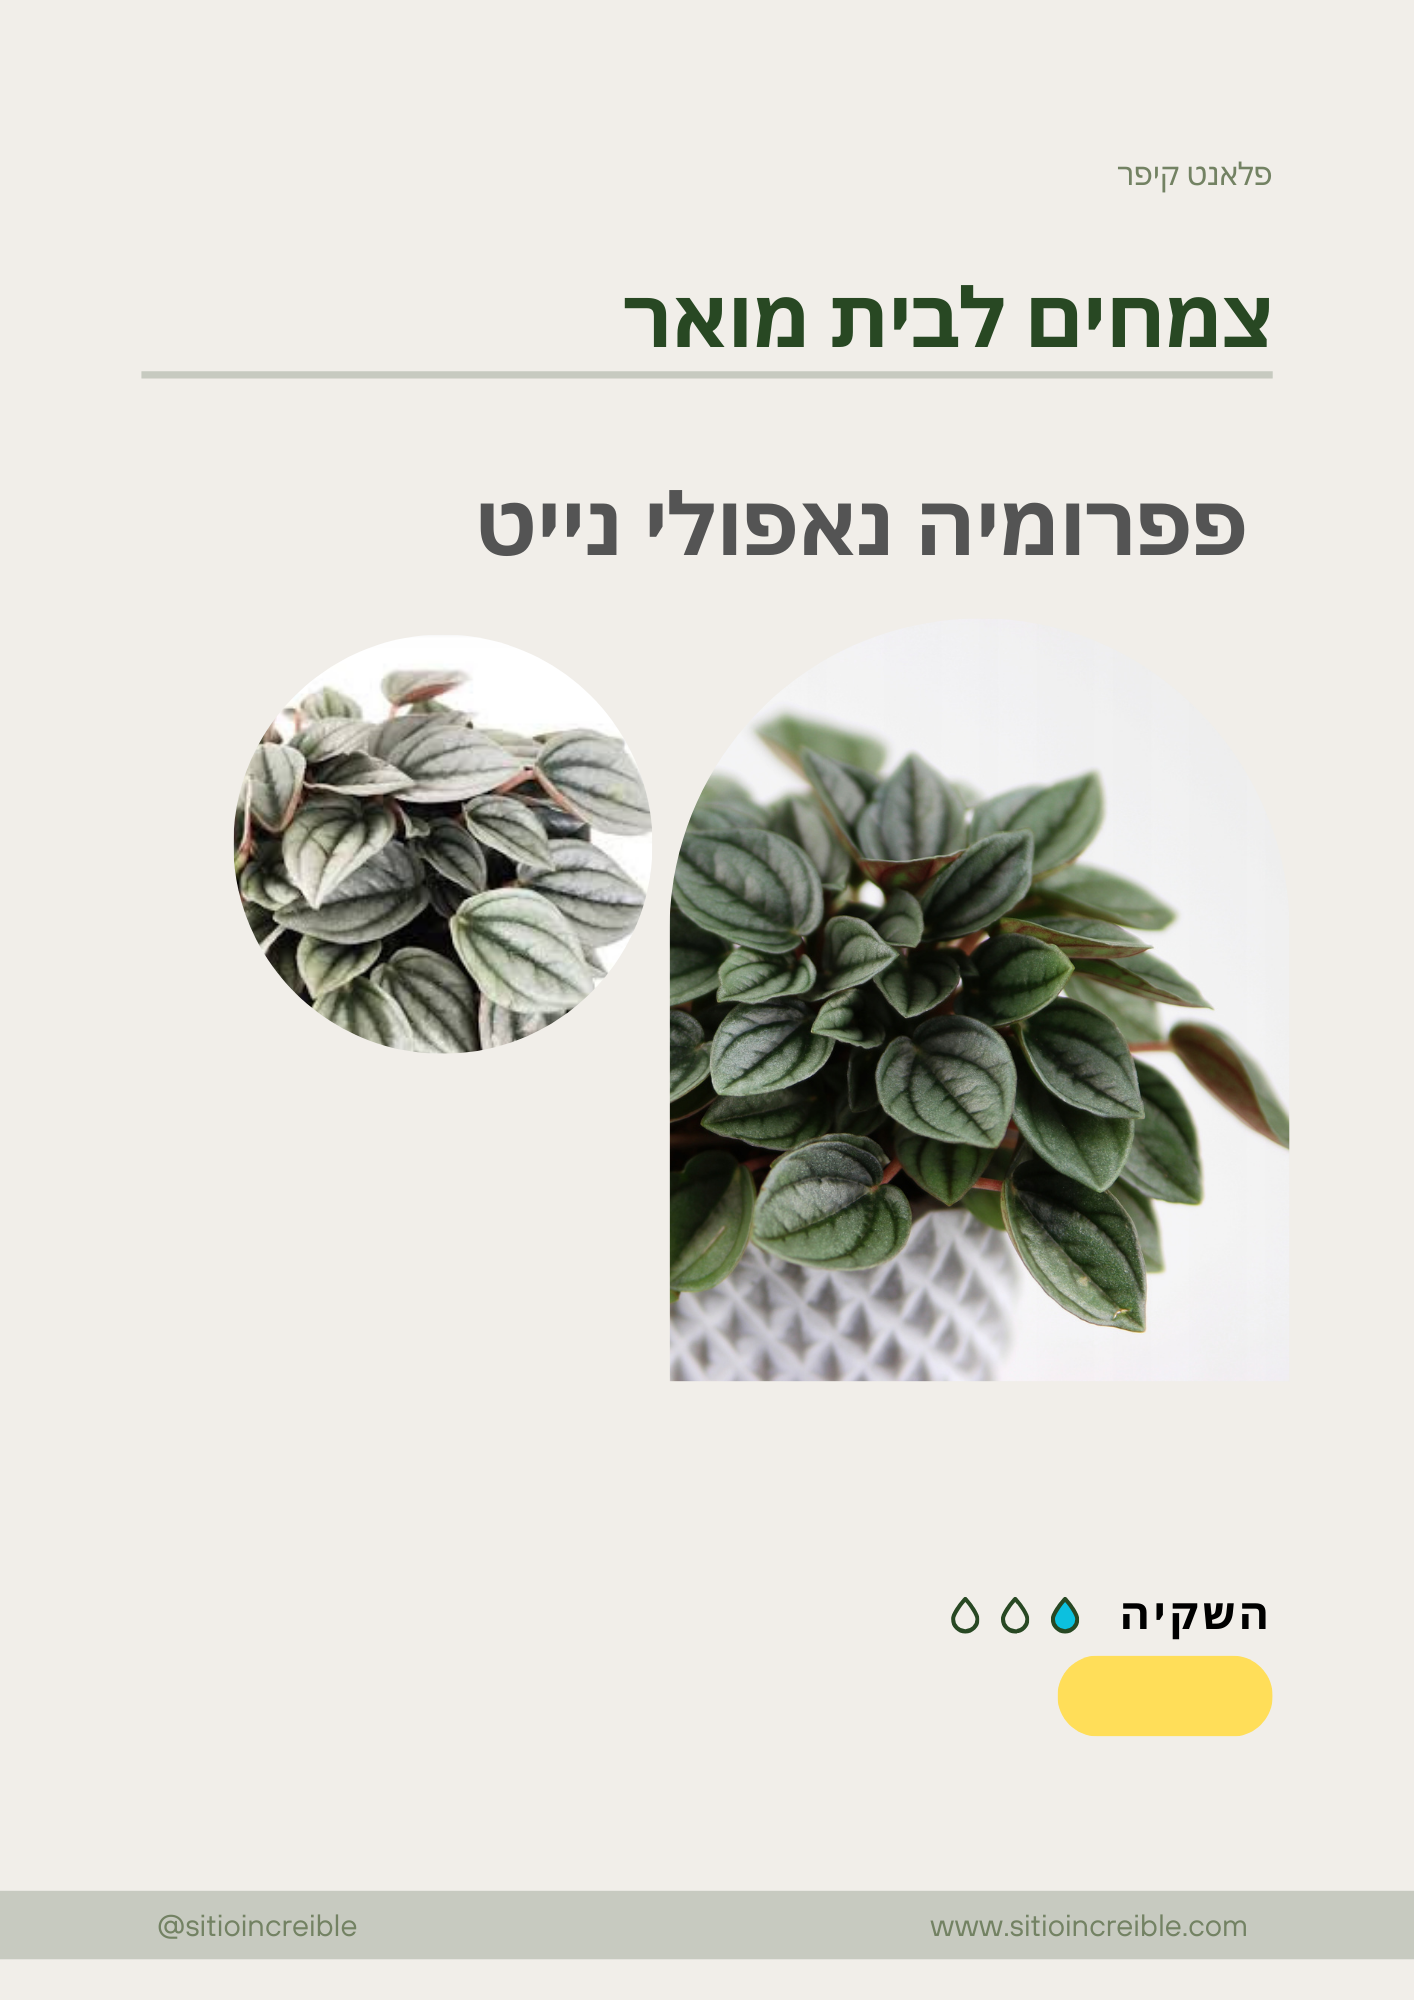 פלאנט קיפר
צמחים לבית מואר
פפרומיה נאפולי נייט
השקיה
@sitioincreible
www.sitioincreible.com